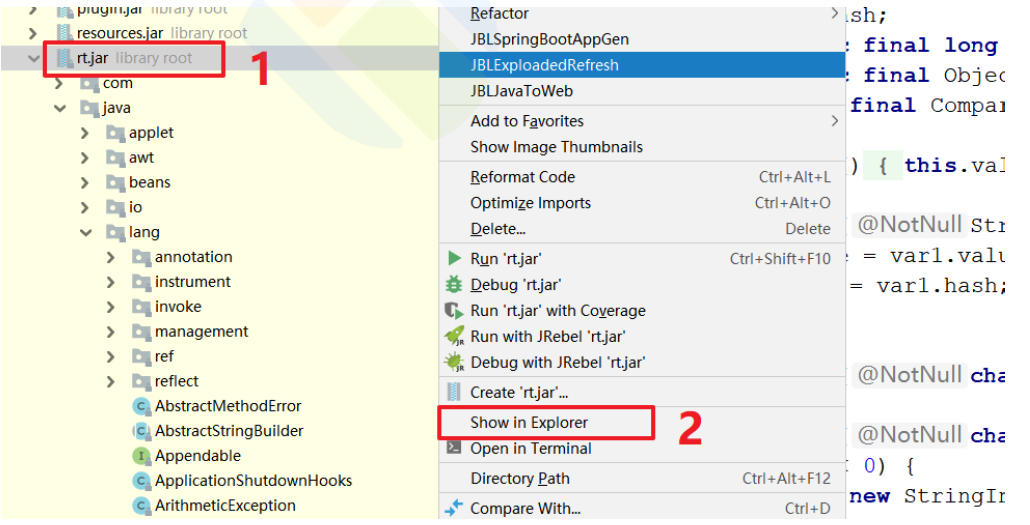 plugin.jar library root
resources.jar library root
rt.jar library root
1
com
java
applet
awt
beans
io
lang
annotation
instrument
invoke
management
ref
reflect
AbstractMethodError
AbstractStringBuilder
Appendable
ApplicationShutdownHooks
ArithmeticException
Refactor
JBLSpringBootAppGen
JBLExploadedRefresh
JBLJavaToWeb
Add to Favorites
Show Image Thumbnails
Reformat Code Ctrl+Alt+L
Optimize Imports Ctrl+Alt+O
Delete... Delete
Run 'rt.jar' Ctrl+Shift+F10
Debug 'rt.jar'
Run 'rt.jar' with Coverage
Run with JRebel 'rt.jar'
Debug with JRebel 'rt.jar'
Create 'rt.jar'...
Show in Explorer
2
Open in Terminal
Directory Path Ctrl+Alt+F12
Compare With... Ctrl+D
sh;
final long
final Objec
final Compar
) { this.val
@NotNull Str
= var1.valu
= var1.hash;
@NotNull cha
@NotNull cha
0) {
new StringIn